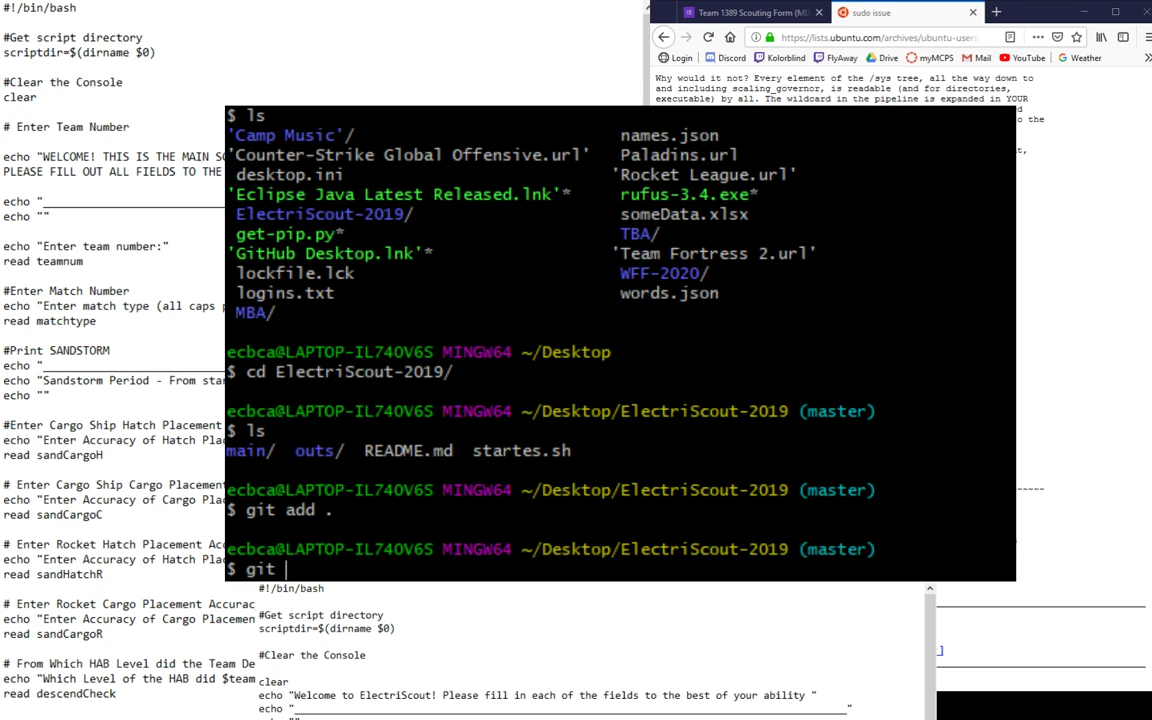 #!/bin/bash
#Get script directory
scriptdir=$(dirname $0)
#Clear the Console
clear
# Enter Team Number
echo "WELCOME! THIS IS THE MAIN
PLEASE FILL OUT ALL FIELDS TO THE
echo "
echo ""
echo "Enter team number:"
read teamnum
#Enter Match Number
echo "Enter match type (all caps
read matchtype
#Print SANDSTORM
echo "
echo "Sandstorm Period - From
echo ""
#Enter Cargo Ship Hatch Placement
echo "Enter Accuracy of Hatch
read sandCargoH
# Enter Cargo Ship Cargo Placement
echo "Enter Accuracy of Cargo
read sandCargoC
# Enter Rocket Hatch Placement
echo "Enter Accuracy of Hatch
read sandHatchR
# Enter Rocket Cargo Placement Accurac
echo "Enter Accuracy of Cargo Placemen
read sandCargoR
# From Which HAB Level did the Team De
echo "Which Level of the HAB did $team
read descendCheck
Team 1389 Scouting Form (M
sudo issue
https://lists.ubuntu.com/archives/ubuntu-users
Login Discord Kolorblind FlyAway Drive myMCPS Mail YouTube Weather
Why would it not? Every element of the /sys tree, all the way down to
and including scaling_governor, is readable (and for directories,
executable) by all. The wildcard in the pipeline is expanded in YOUR
to the
$ ls
'Camp Music'/ names.json
'Counter-Strike Global Offensive.url' Paladins.url
desktop.ini 'Rocket League.url'
'Eclipse Java Latest Released.lnk'* rufus-3.4.exe*
ElectriScout-2019/ someData.xlsx
get-pip.py* TBA/
'GitHub Desktop.lnk'* 'Team Fortress 2.url'
lockfile.lck WFF-2020/
logins.txt words.json
MBA/
ecbca@LAPTOP-IL74OV6S MINGW64 ~/Desktop
$ cd ElectriScout-2019/
ecbca@LAPTOP-IL74OV6S MINGW64 ~/Desktop/ElectriScout-2019 (master)
$ ls
main/ outs/ README.md startes.sh
ecbca@LAPTOP-IL74OV6S MINGW64 ~/Desktop/ElectriScout-2019 (master)
$ git add .
ecbca@LAPTOP-IL74OV6S MINGW64 ~/Desktop/ElectriScout-2019 (master)
$ git
#!/bin/bash
#Get script directory
scriptdir=$(dirname $0)
#Clear the Console
clear
echo "Welcome to ElectriScout! Please fill in each of the fields to the best of your ability "
echo "______"